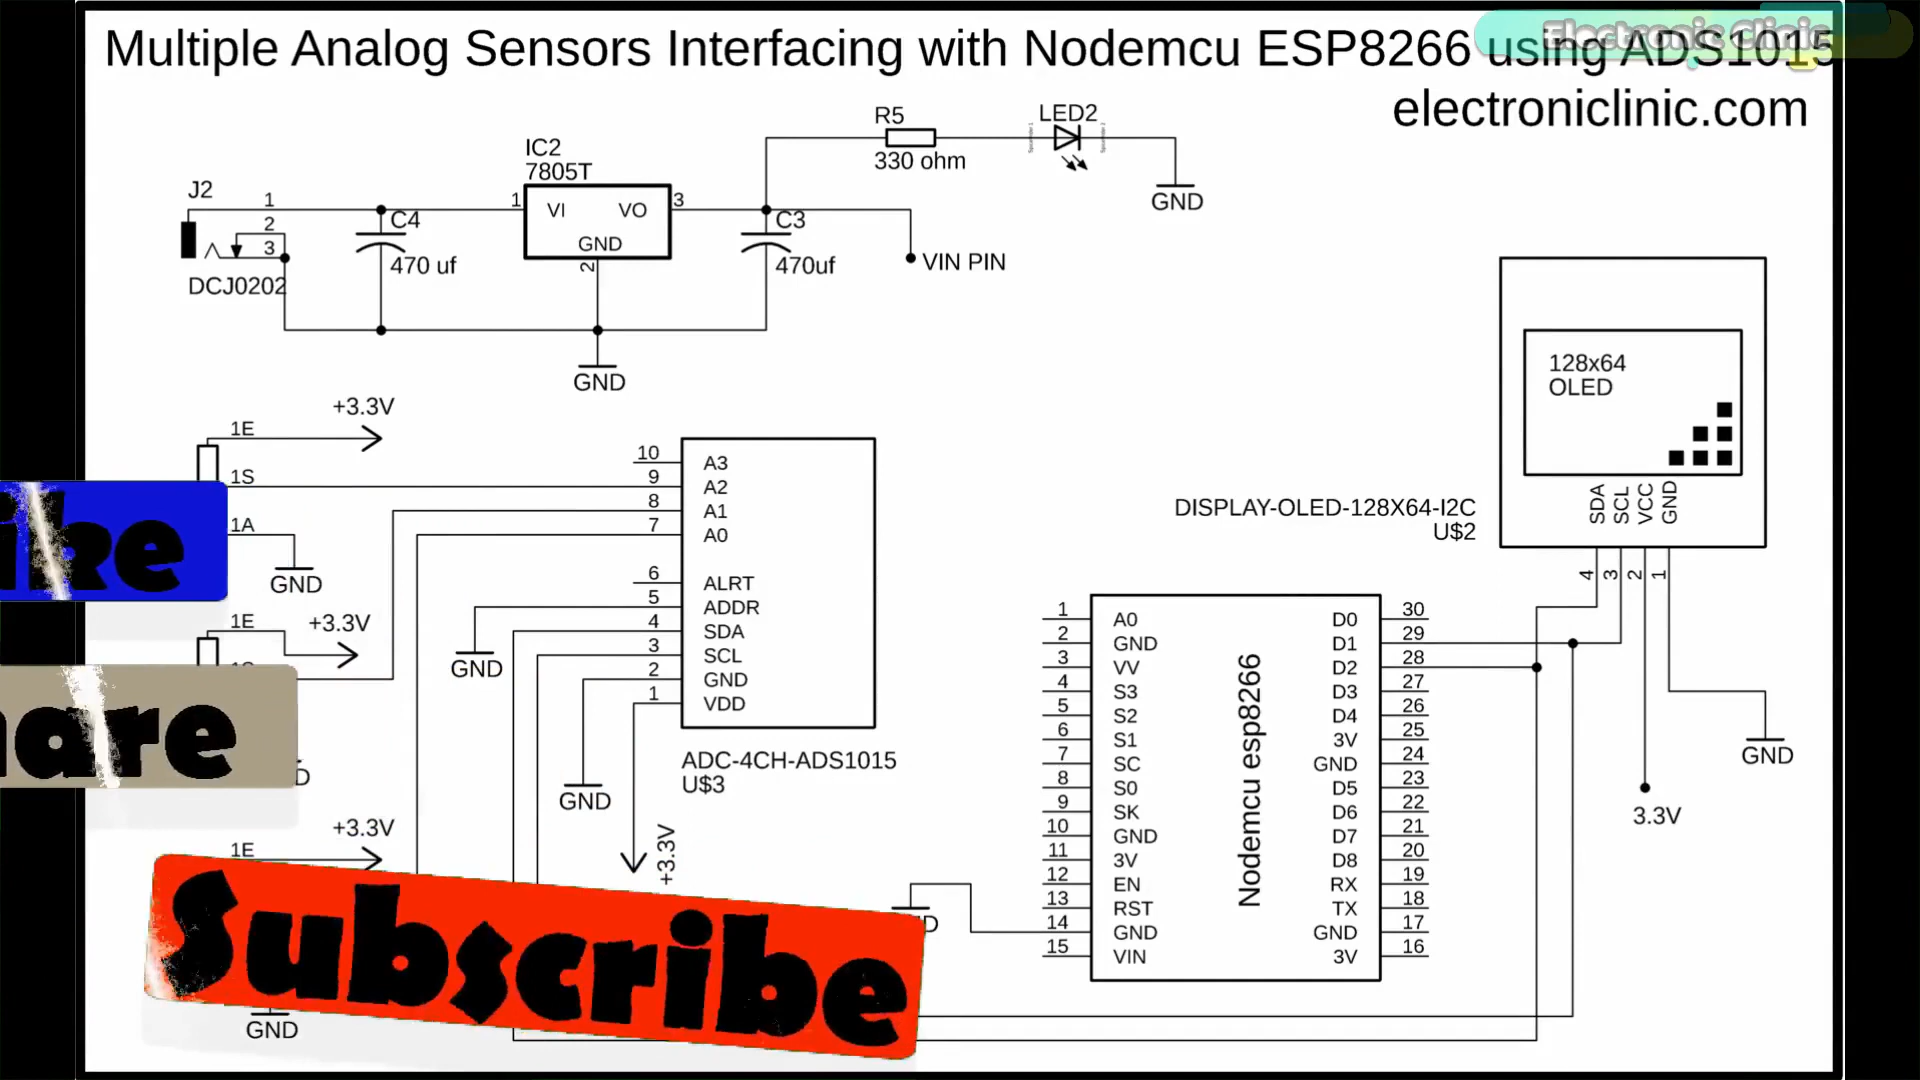 Multiple Analog Sensors Interfacing with Nodemcu ESP8266 using ADS1015
Electronic Clinic
electroniclinic.com
R5
330 ohm
LED2
GND
IC2
7805T
1
VI
VO
3
GND
2
J2
1
2
3
DCJ0202
C4
470 uf
C3
470uf
VIN PIN
GND
128x64
OLED
SDA
SCL
VCC
GND
4
3
2
1
DISPLAY-OLED-128X64-I2C
U$2
GND
3.3V
+3.3V
1E
1S
1A
GND
1E
+3.3V
+3.3V
1E
GND
10 A3
9 A2
8 A1
7 A0
6 ALRT
5 ADDR
4 SDA
3 SCL
2 GND
1 VDD
ADC-4CH-ADS1015
U$3
GND
GND
+3.3V
Nodemcu esp8266
1 A0 D0 30
2 GND D1 29
3 VV D2 28
4 S3 D3 27
5 S2 D4 26
6 S1 3V 25
7 SC GND 24
8 S0 D5 23
9 SK D6 22
10 GND D7 21
11 3V D8 20
12 EN RX 19
13 RST TX 18
14 GND GND 17
15 VIN 3V 16
ike
are
Subscribe